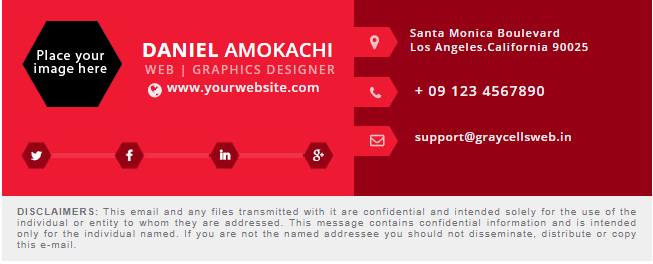 Place your
image here
DANIEL AMOKACHI
WEB | GRAPHICS DESIGNER
www.yourwebsite.com
f
in
g+
Santa Monica Boulevard
Los Angeles.California 90025
+ 09 123 4567890
support@graycellsweb.in
DISCLAIMERS: This email and any files transmitted with it are confidential and intended solely for the use of the
individual or entity to whom they are addressed. This message contains confidential information and is intended
only for the individual named. If you are not the named addressee you should not disseminate, distribute or copy
this e-mail.